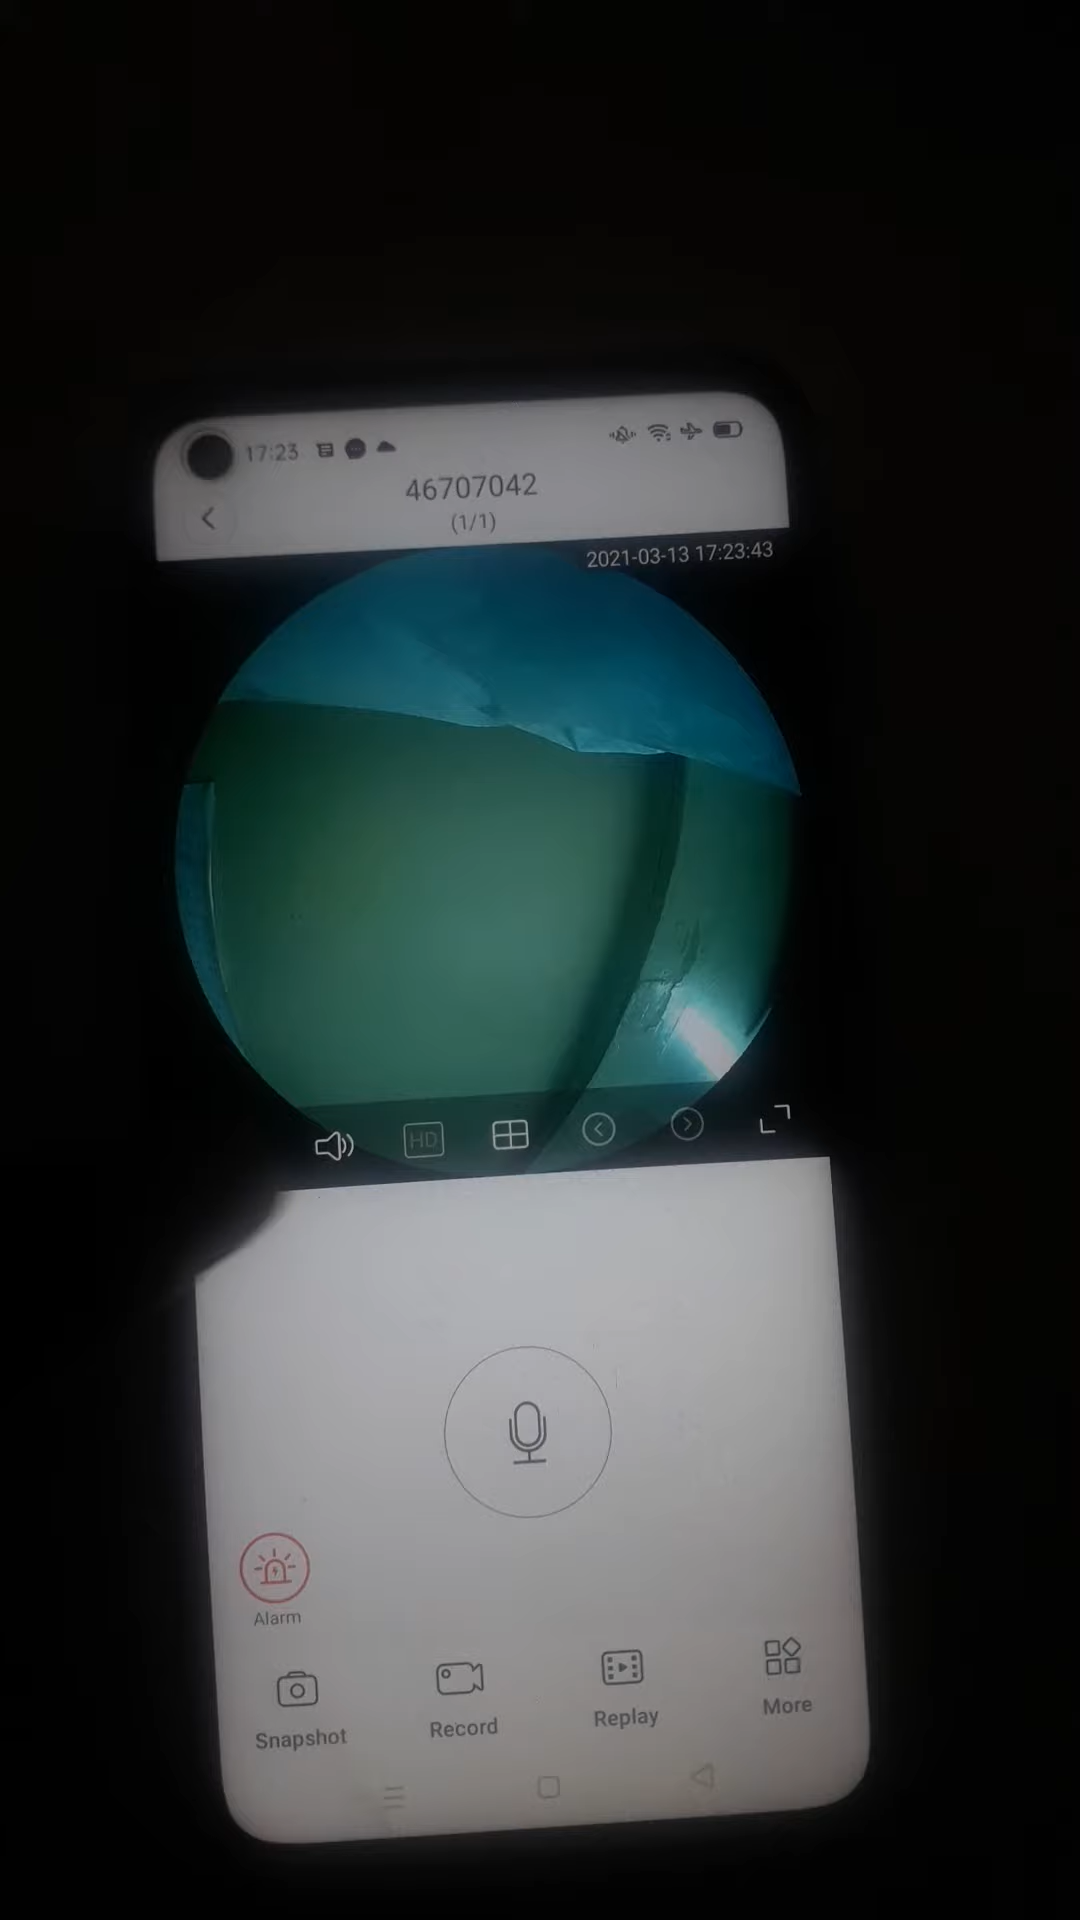 17:23
46707042
(1/1)
2021-03-13 17:23:43
HD
Alarm
Snapshot
Record
Replay
More